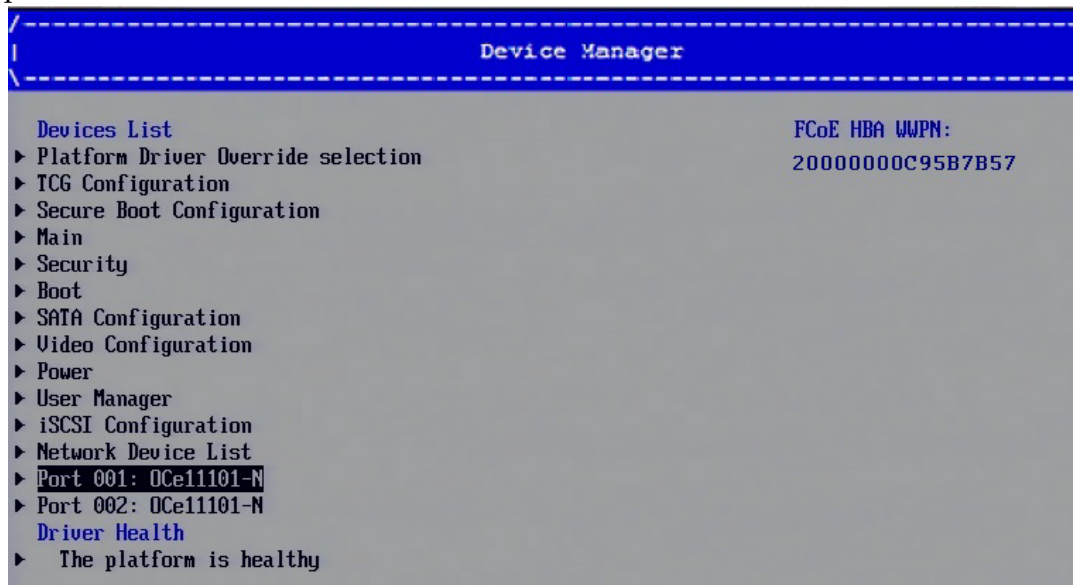 Device Manager
Devices List
Platform Driver Override selection
TCG Configuration
Secure Boot Configuration
Main
Security
Boot
SATA Configuration
Video Configuration
Power
User Manager
iSCSI Configuration
Network Device List
Port 001: OCe11101-N
Port 002: OCe11101-N
Driver Health
The platform is healthy
FCoE HBA WWPN:
20000000C95B7B57